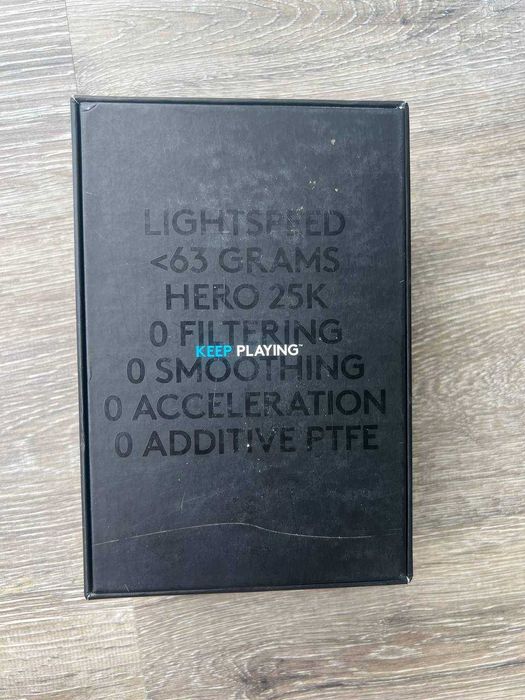 LIGHTSPEED
<63 GRAMS
HERO 25K
0 FILTERING
KEEP PLAYING™
0 SMOOTHING
0 ACCELERATION
0 ADDITIVE PTFE